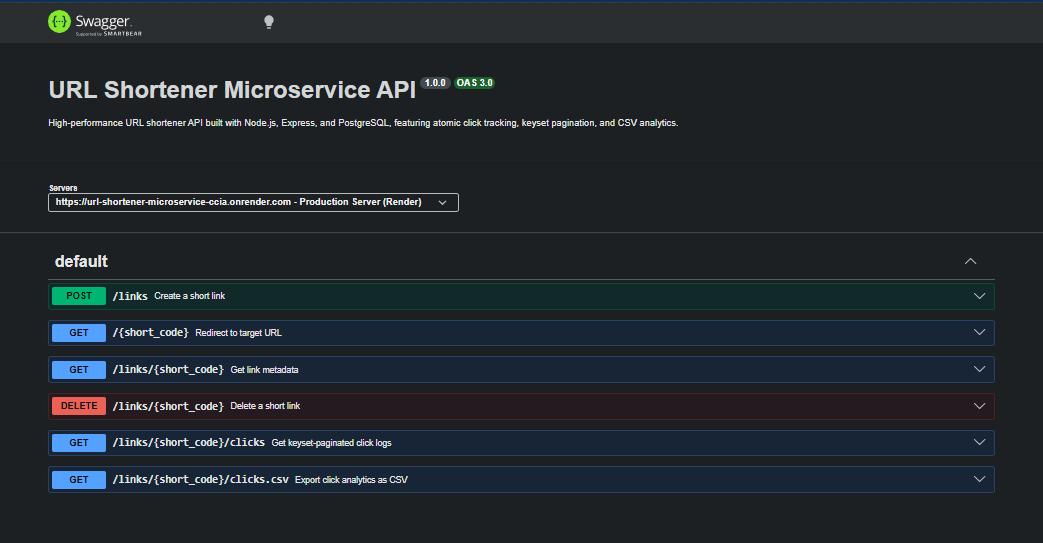 Swagger.
Supported by SMARTBEAR
URL Shortener Microservice API 1.0.0 OAS 3.0
High-performance URL shortener API built with Node.js, Express, and PostgreSQL, featuring atomic click tracking, keyset pagination, and CSV analytics.
Servers
https://url-shortener-microservice-ccia.onrender.com - Production Server (Render)
default
POST /links Create a short link
GET /{short_code} Redirect to target URL
GET /links/{short_code} Get link metadata
DELETE /links/{short_code} Delete a short link
GET /links/{short_code}/clicks Get keyset-paginated click logs
GET /links/{short_code}/clicks.csv Export click analytics as CSV